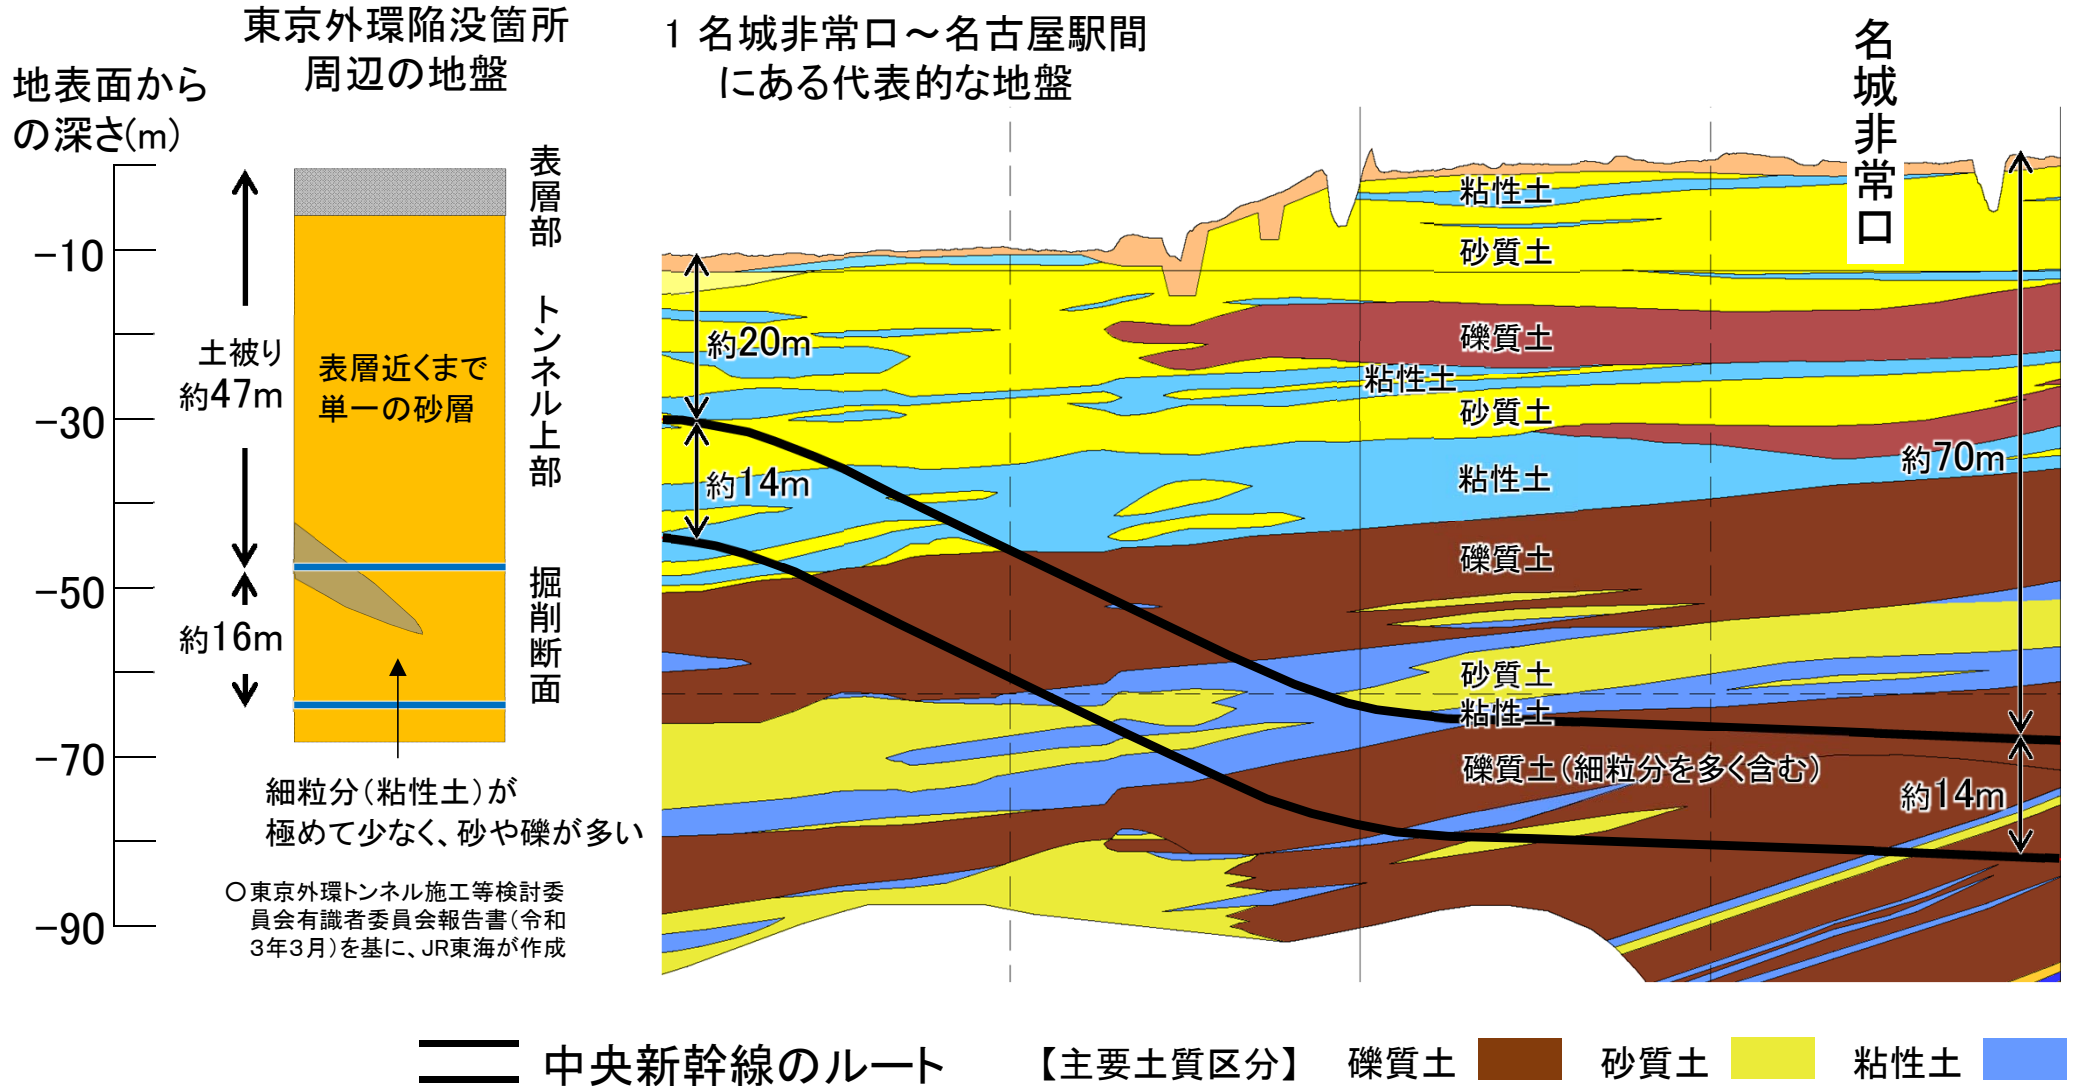 東京外環陥没箇所
周辺の地盤
1 名城非常口～名古屋駅間
にある代表的な地盤
名城非常口
地表面から
の深さ(m)
-10
-30
-50
-70
-90
土被り
約47m
約16m
表層近くまで
単一の砂層
表層部
トンネル上部
掘削断面
細粒分（粘性土）が
極めて少なく、砂や礫が多い
○東京外環トンネル施工等検討委
員会有識者委員会報告書（令和
3年3月）を基に、JR東海が作成
約20m
約14m
粘性土
砂質土
礫質土
粘性土
砂質土
粘性土
礫質土
砂質土
粘性土
礫質土（細粒分を多く含む）
約70m
約14m
中央新幹線のルート
【主要土質区分】 礫質土 砂質土 粘性土